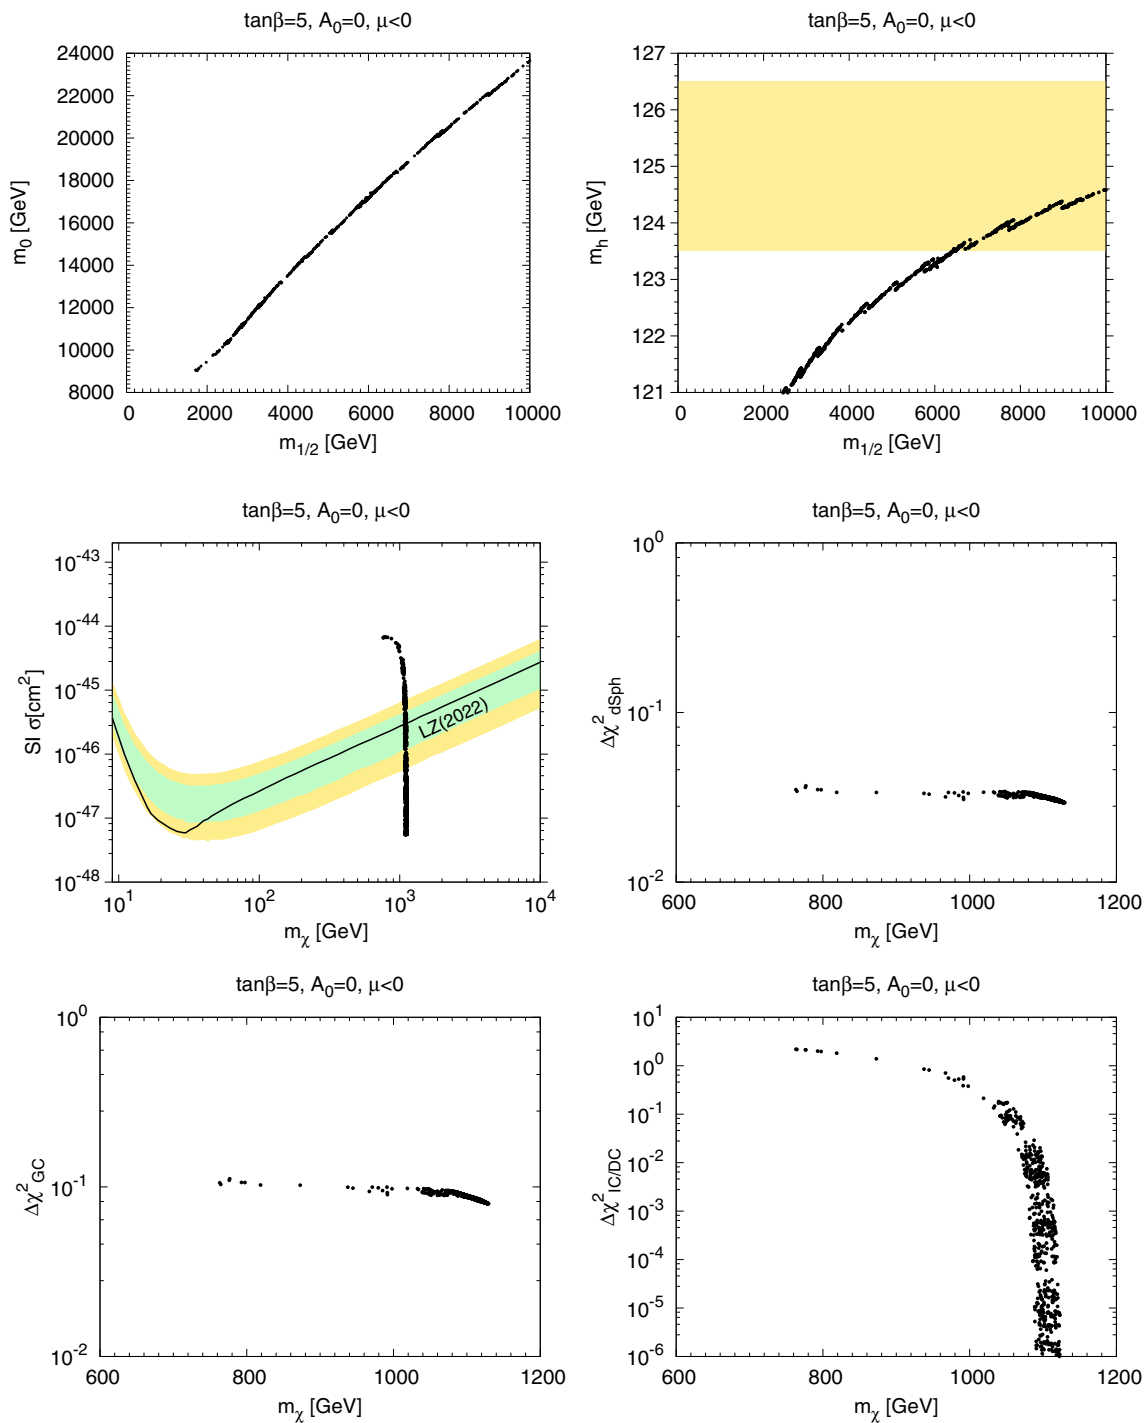 tanβ=5, A₀=0, μ<0
24000
22000
20000
18000
16000
14000
12000
10000
8000
m₀ [GeV]
0 2000 4000 6000 8000 10000
m₁/₂ [GeV]
tanβ=5, A₀=0, μ<0
127
126
125
124
123
122
121
mₕ [GeV]
0 2000 4000 6000 8000 10000
m₁/₂ [GeV]
tanβ=5, A₀=0, μ<0
10⁻⁴³
10⁻⁴⁴
10⁻⁴⁵
10⁻⁴⁶
10⁻⁴⁷
10⁻⁴⁸
SI σ[cm²]
LZ(2022)
10¹ 10² 10³ 10⁴
mᵪ [GeV]
tanβ=5, A₀=0, μ<0
10⁰
10⁻¹
10⁻²
Δχ² dSph
600 800 1000 1200
mᵪ [GeV]
tanβ=5, A₀=0, μ<0
10⁰
10⁻¹
10⁻²
Δχ² GC
600 800 1000 1200
mᵪ [GeV]
tanβ=5, A₀=0, μ<0
10¹
10⁰
10⁻¹
10⁻²
10⁻³
10⁻⁴
10⁻⁵
10⁻⁶
Δχ² IC/DC
600 800 1000 1200
mᵪ [GeV]